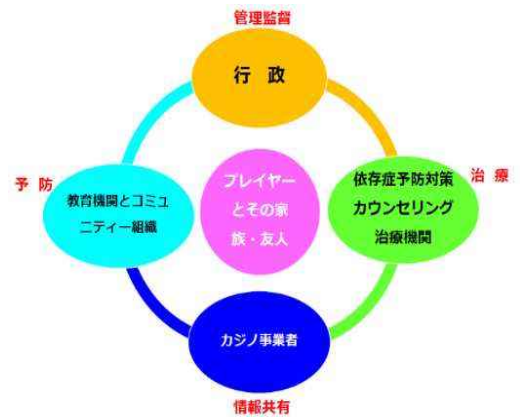 管理監督
行 政
予 防
教育機関とコミュ
ニティー組織
プレイヤー
とその家
族・友人
依存症予防対策
カウンセリング
治療機関
治 療
カジノ事業者
情報共有